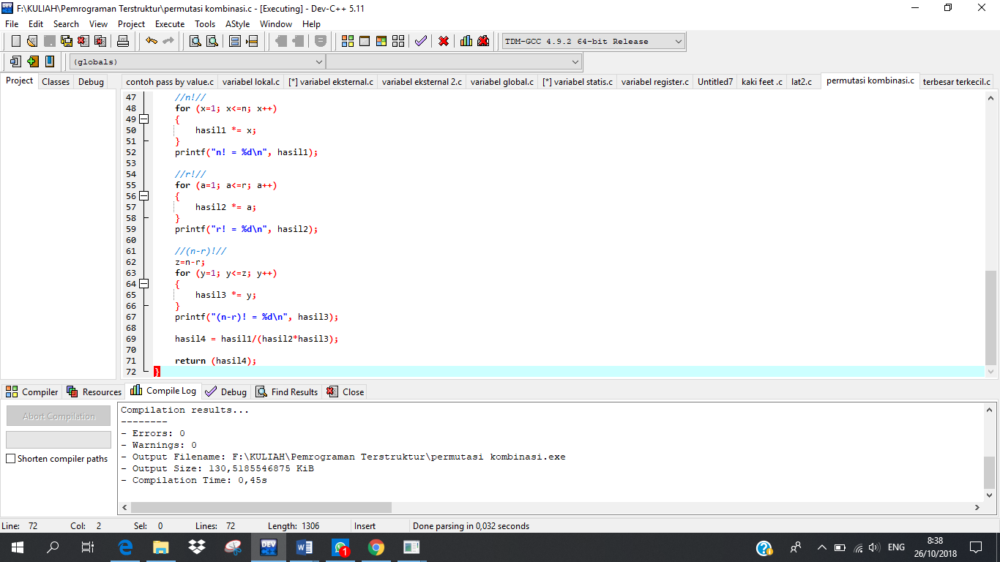 F:\KULIAH\Pemrograman Terstruktur\permutasi kombinasi.c - [Executing] - Dev-C++ 5.11
File Edit Search View Project Execute Tools AStyle Window Help
TDM-GCC 4.9.2 64-bit Release
(globals)
Project Classes Debug
contoh pass by value.c variabel lokal.c [*] variabel eksternal.c variabel eksternal 2.c variabel global.c [*] variabel statis.c variabel register.c Untitled7 kaki feet .c lat2.c permutasi kombinasi.c terbesar terkecil.c
47 //n!//
48 for (x=1; x<=n; x++)
49 {
50 hasil1 *= x;
51 }
52 printf("n! = %d\n", hasil1);
53
54 //r!//
55 for (a=1; a<=r; a++)
56 {
57 hasil2 *= a;
58 }
59 printf("r! = %d\n", hasil2);
60
61 //(n-r)!//
62 z=n-r;
63 for (y=1; y<=z; y++)
64 {
65 hasil3 *= y;
66 }
67 printf("(n-r)! = %d\n", hasil3);
68
69 hasil4 = hasil1/(hasil2*hasil3);
70
71 return (hasil4);
72 }
Compiler Resources Compile Log Debug Find Results Close
Abort Compilation
Shorten compiler paths
Compilation results...
--------
- Errors: 0
- Warnings: 0
- Output Filename: F:\KULIAH\Pemrograman Terstruktur\permutasi kombinasi.exe
- Output Size: 130,5185546875 KiB
- Compilation Time: 0,45s
Line: 72 Col: 2 Sel: 0 Lines: 72 Length: 1306 Insert Done parsing in 0,032 seconds
DEV
1
ENG
8:38
26/10/2018